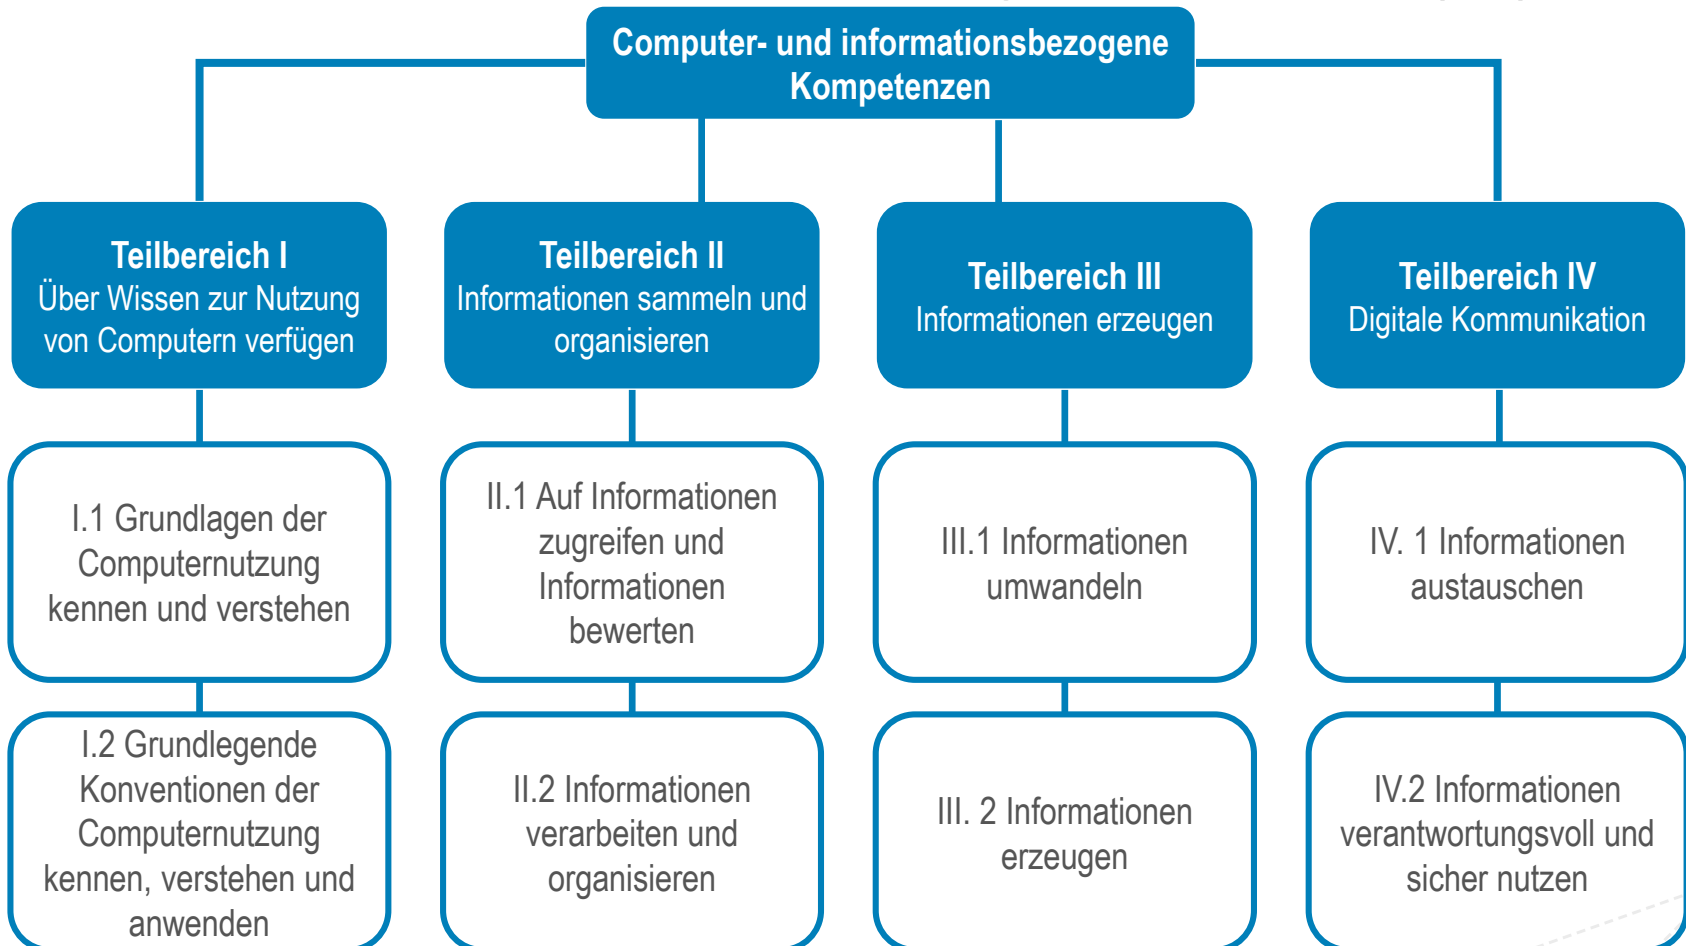 Computer- und informationsbezogene
Kompetenzen
Teilbereich I
Über Wissen zur Nutzung
von Computern verfügen
Teilbereich II
Informationen sammeln und
organisieren
Teilbereich III
Informationen erzeugen
Teilbereich IV
Digitale Kommunikation
I.1 Grundlagen der
Computernutzung
kennen und verstehen
II.1 Auf Informationen
zugreifen und
Informationen
bewerten
III.1 Informationen
umwandeln
IV. 1 Informationen
austauschen
I.2 Grundlegende
Konventionen der
Computernutzung
kennen, verstehen und
anwenden
II.2 Informationen
verarbeiten und
organisieren
III. 2 Informationen
erzeugen
IV.2 Informationen
verantwortungsvoll und
sicher nutzen